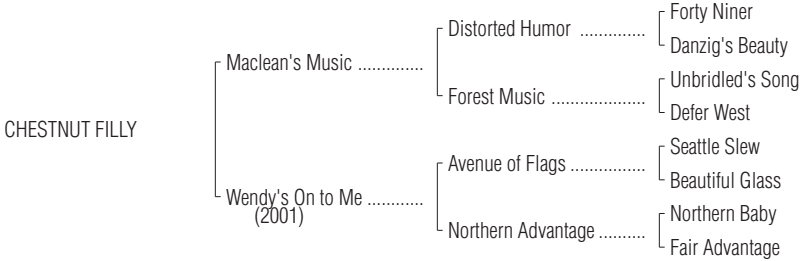 Forty Niner
Distorted Humor ..............
Danzig's Beauty
Maclean's Music ..............
Unbridled's Song
Forest Music ....................
Defer West
CHESTNUT FILLY
Seattle Slew
Avenue of Flags ................
Beautiful Glass
Wendy's On to Me ............
(2001)
Northern Baby
Northern Advantage ..........
Fair Advantage